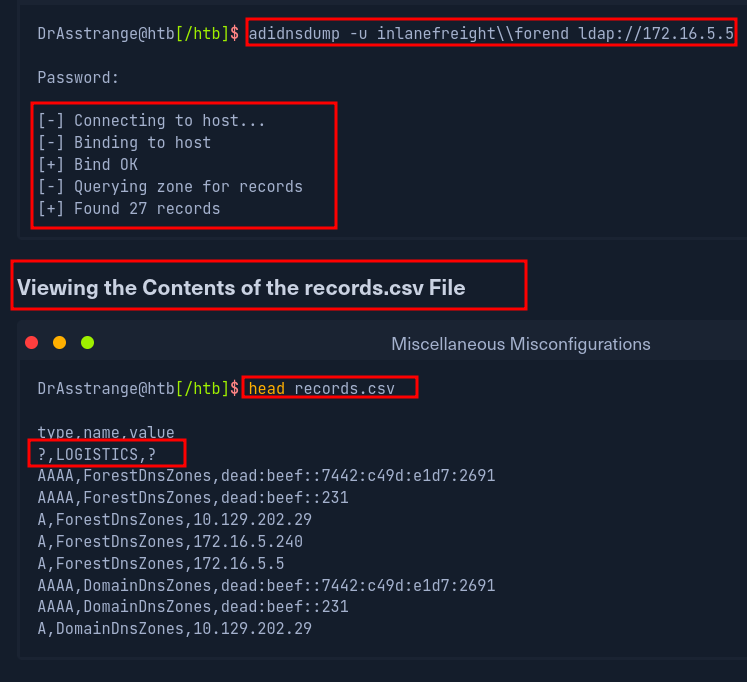 DrAsstrange@htb[/htb]$ adidnsdump -u inlanefreight\\forend ldap://172.16.5.5
Password:
[-] Connecting to host...
[-] Binding to host
[+] Bind OK
[-] Querying zone for records
[+] Found 27 records
Viewing the Contents of the records.csv File
Miscellaneous Misconfigurations
DrAsstrange@htb[/htb]$ head records.csv
type,name,value
?,LOGISTICS,?
AAAA,ForestDnsZones,dead:beef::7442:c49d:e1d7:2691
AAAA,ForestDnsZones,dead:beef::231
A,ForestDnsZones,10.129.202.29
A,ForestDnsZones,172.16.5.240
A,ForestDnsZones,172.16.5.5
AAAA,DomainDnsZones,dead:beef::7442:c49d:e1d7:2691
AAAA,DomainDnsZones,dead:beef::231
A,DomainDnsZones,10.129.202.29